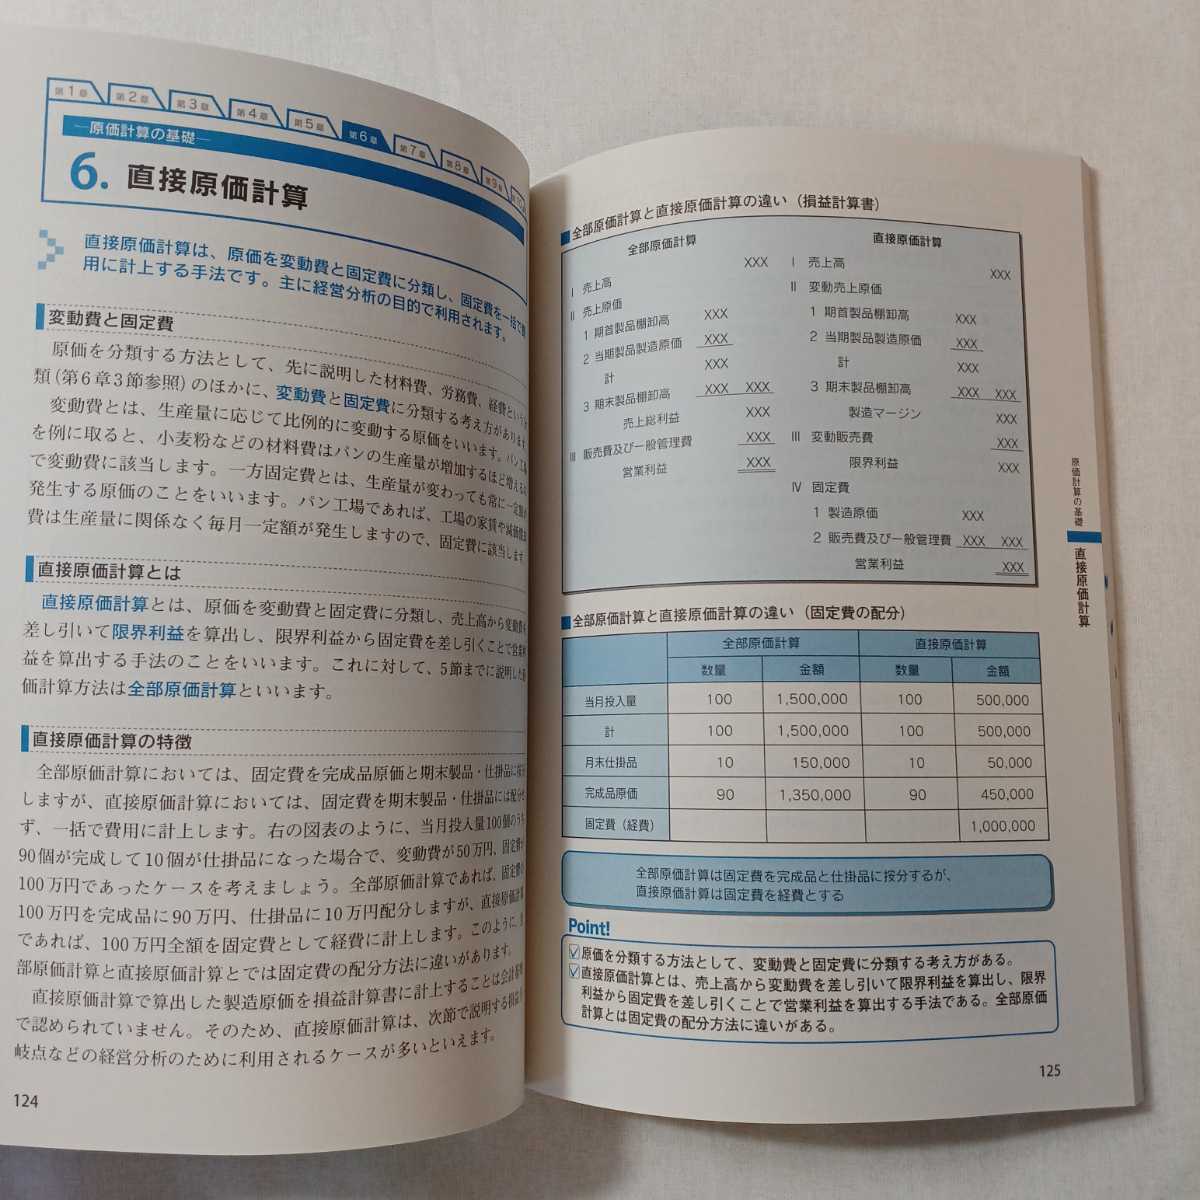 第1章 第2章 第3章 第4章 第5章 第6章 第7章 第8章 第9章
―原価計算の基礎―
6. 直接原価計算
直接原価計算は、原価を変動費と固定費に分類し、固定費を一括で費
用に計上する手法です。主に経営分析の目的で利用されます。
変動費と固定費
原価を分類する方法として、先に説明した材料費、労務費、経費という分
類(第6章3節参照)のほかに、変動費と固定費に分類する考え方があります。
変動費とは、生産量に応じて比例的に変動する原価をいいます。パン工場
を例に取ると、小麦粉などの材料費はパンの生産量が増加するほど増えるの
で変動費に該当します。一方固定費とは、生産量が変わっても常に一定額が
発生する原価のことをいいます。パン工場であれば、工場の家賃や減価償却
費は生産量に関係なく毎月一定額が発生しますので、固定費に該当します。
直接原価計算とは
直接原価計算とは、原価を変動費と固定費に分類し、売上高から変動費を
差し引いて限界利益を算出し、限界利益から固定費を差し引くことで営業利
益を算出する手法のことをいいます。これに対して、5節までに説明した原
価計算方法は全部原価計算といいます。
直接原価計算の特徴
全部原価計算においては、固定費を完成品原価と期末製品・仕掛品に按分
しますが、直接原価計算においては、固定費を期末製品・仕掛品には配分せ
ず、一括で費用に計上します。右の図表のように、当月投入量100個のうち
90個が完成して10個が仕掛品になった場合で、変動費が50万円、固定費が
100万円であったケースを考えましょう。全部原価計算であれば、固定費の
100万円を完成品に90万円、仕掛品に10万円配分しますが、直接原価計算
であれば、100万円全額を固定費として経費に計上します。このように、全
部原価計算と直接原価計算とでは固定費の配分方法に違いがあります。
直接原価計算で算出した製造原価を損益計算書に計上することは会計基準
で認められていません。そのため、直接原価計算は、次節で説明する損益分
岐点などの経営分析のために利用されるケースが多いといえます。
124
全部原価計算と直接原価計算の違い(損益計算書)
全部原価計算
Ⅰ 売上高 XXX
Ⅱ 売上原価
1 期首製品棚卸高 XXX
2 当期製品製造原価 XXX
計 XXX
3 期末製品棚卸高 XXX XXX
売上総利益 XXX
Ⅲ 販売費及び一般管理費 XXX
営業利益 XXX
直接原価計算
Ⅰ 売上高 XXX
Ⅱ 変動売上原価
1 期首製品棚卸高 XXX
2 当期製品製造原価 XXX
計 XXX
3 期末製品棚卸高 XXX XXX
製造マージン XXX
Ⅲ 変動販売費 XXX
限界利益 XXX
Ⅳ 固定費
1 製造原価 XXX
2 販売費及び一般管理費 XXX XXX
営業利益 XXX
全部原価計算と直接原価計算の違い(固定費の配分)
全部原価計算 直接原価計算
数量 金額 数量 金額
当月投入量 100 1,500,000 100 500,000
計 100 1,500,000 100 500,000
月末仕掛品 10 150,000 10 50,000
完成品原価 90 1,350,000 90 450,000
固定費(経費) 1,000,000
全部原価計算は固定費を完成品と仕掛品に按分するが、
直接原価計算は固定費を経費とする
Point!
原価を分類する方法として、変動費と固定費に分類する考え方がある。
直接原価計算とは、売上高から変動費を差し引いて限界利益を算出し、限界
利益から固定費を差し引くことで営業利益を算出する手法である。全部原価
計算とは固定費の配分方法に違いがある。
原価計算の基礎
直接原価計算
125